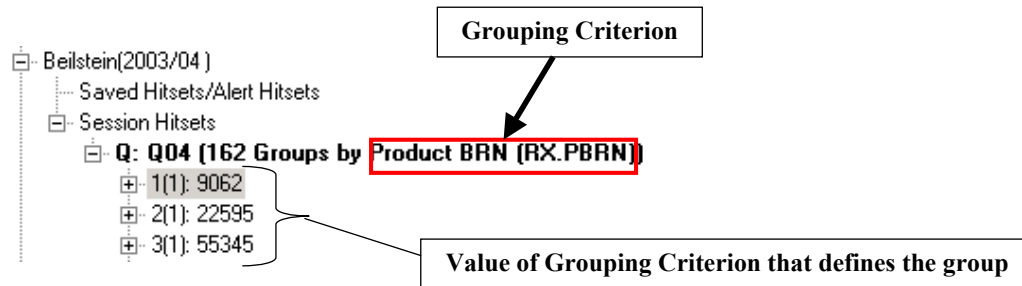 Grouping Criterion
Beilstein(2003/04 )
Saved Hitsets/Alert Hitsets
Session Hitsets
Q: Q04 (162 Groups by Product BRN (RX.PBRN))
1(1): 9062
2(1): 22595
3(1): 55345
Value of Grouping Criterion that defines the group